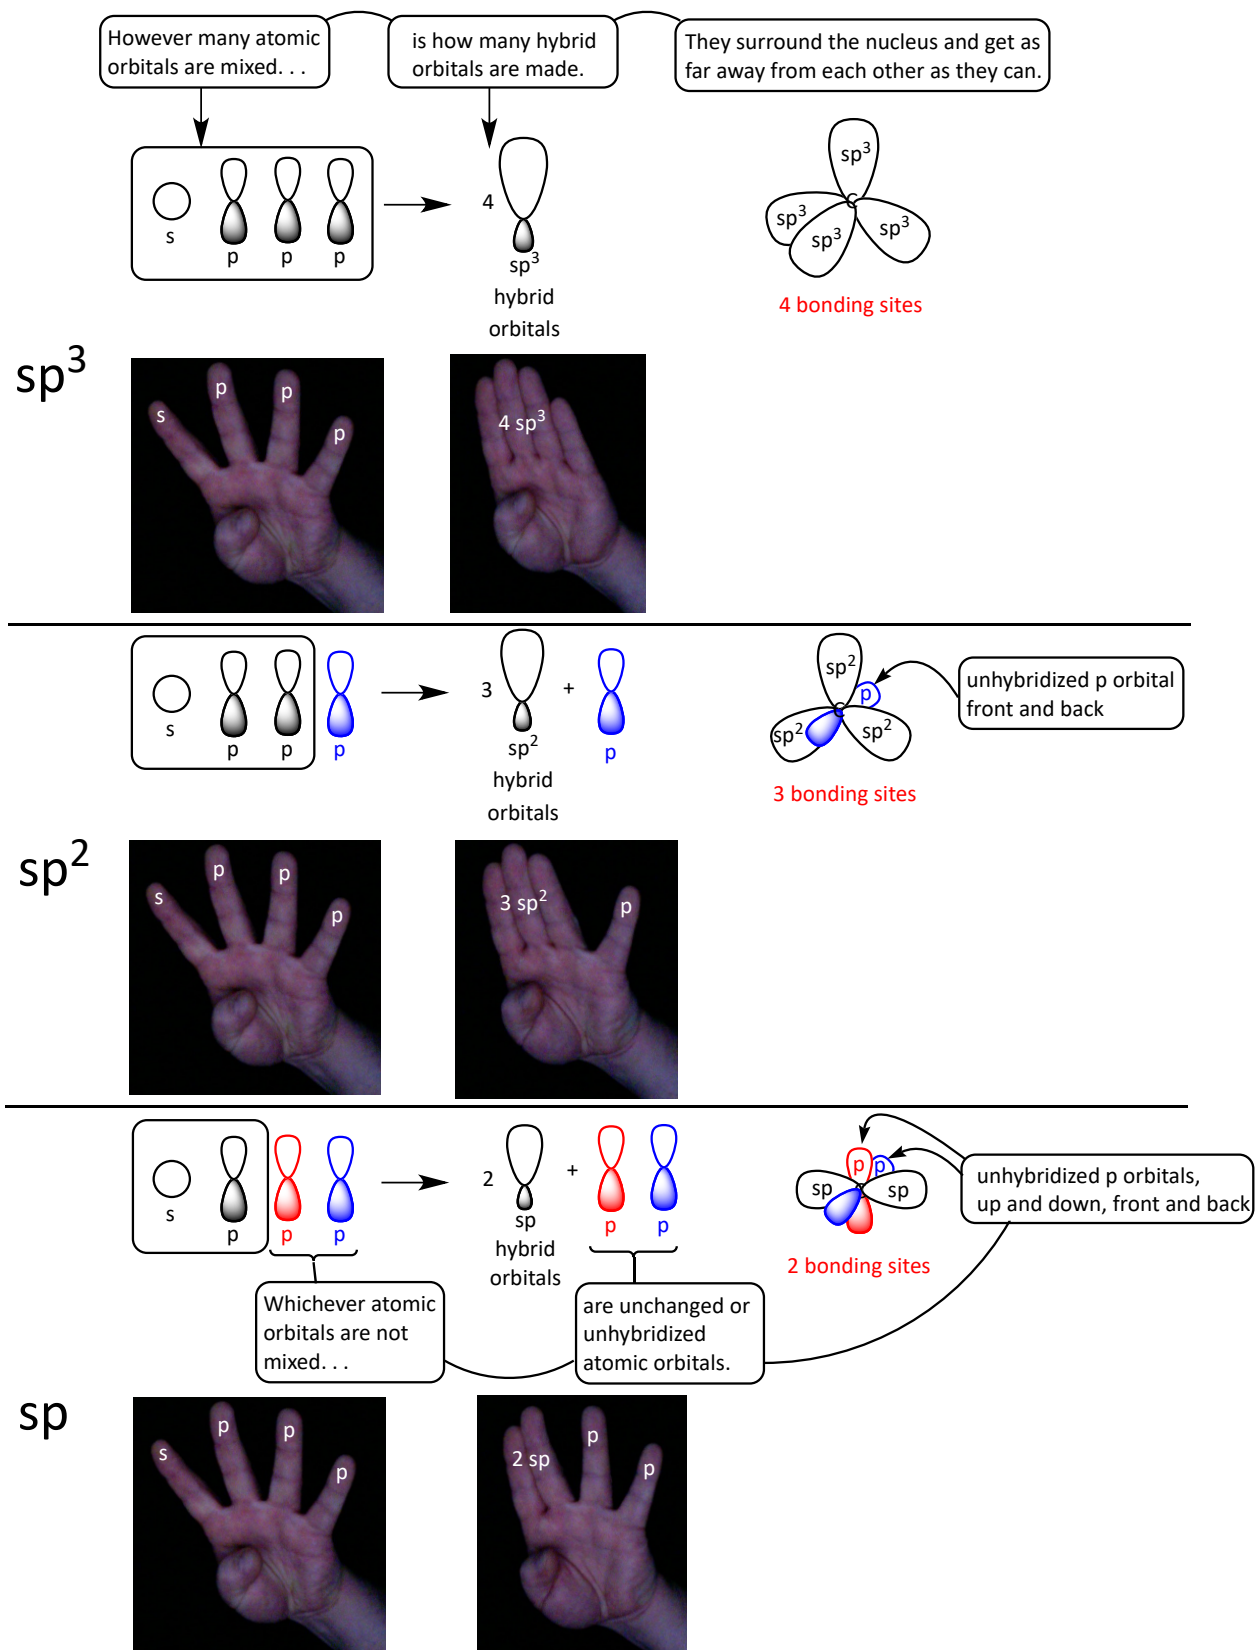 However many atomic
orbitals are mixed. . .
is how many hybrid
orbitals are made.
They surround the nucleus and get as
far away from each other as they can.
s
p p p
4
sp³
hybrid
orbitals
sp³
C
sp³
sp³
sp³
4 bonding sites
sp³
s
p
p
p
4 sp³
s
p p p
3
sp²
hybrid
orbitals
+
p
sp²
p
C
sp²
sp²
unhybridized p orbital
front and back
3 bonding sites
sp²
s
p
p
p
3 sp²
p
s
p p p
2
sp
hybrid
orbitals
+
p p
p
p
sp
sp
unhybridized p orbitals,
up and down, front and back
2 bonding sites
Whichever atomic
orbitals are not
mixed. . .
are unchanged or
unhybridized
atomic orbitals.
sp
s
p
p
p
2 sp
p
p